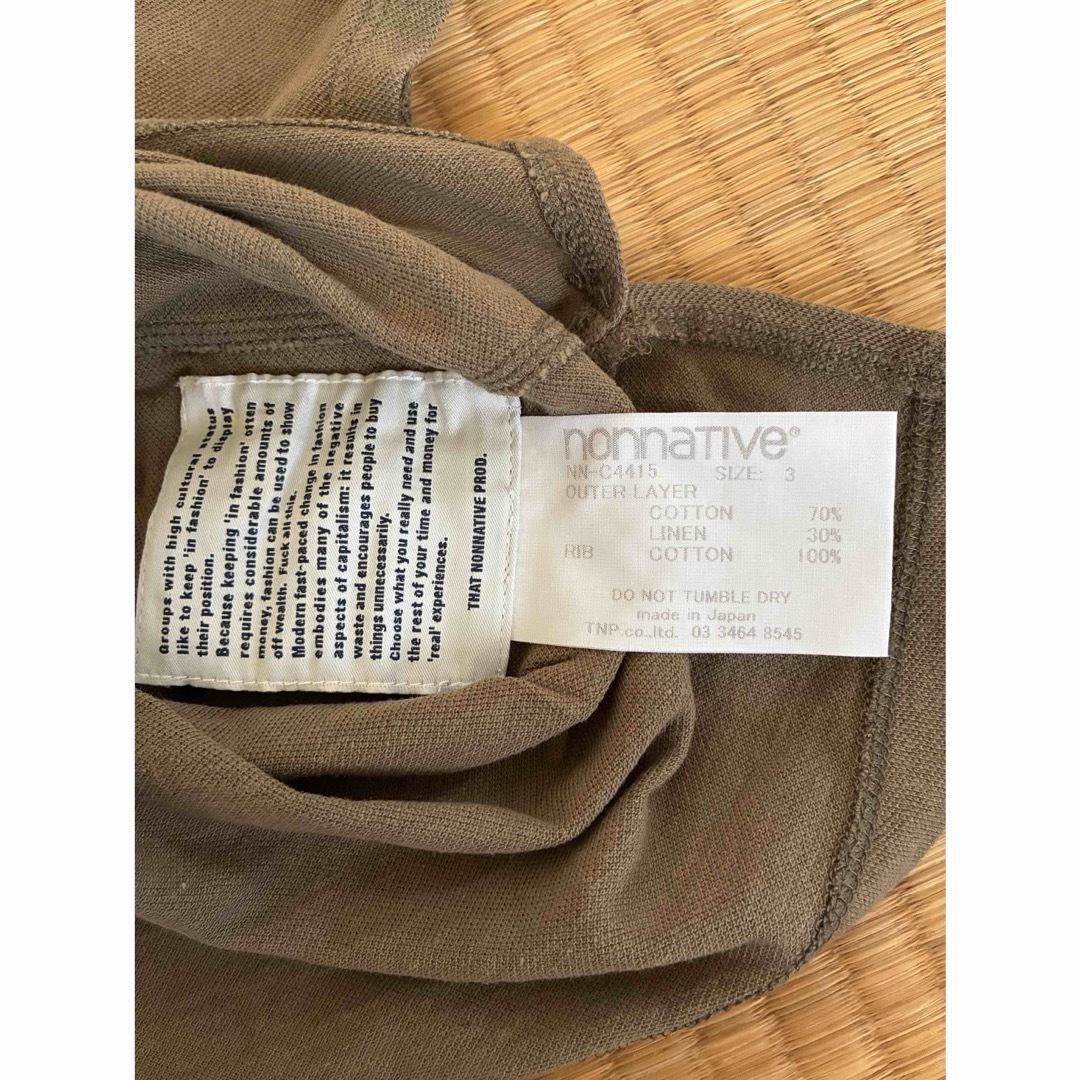 Groups with high cultural status
like to keep 'in fashion' to display
their position.
Because keeping 'in fashion' often
requires considerable amounts of
money, fashion can be used to show
off wealth. Fuck all this.
Modern fast-paced change in fashion
embodies many of the negative
aspects of capitalism: it results in
waste and encourages people to buy
things unnecessarily.
Choose what you really need and use
the rest of your time and money for
'real' experiences.
THAT NONNATIVE PROD.
nonnative®
NN-C4415 SIZE: 3
OUTER LAYER
COTTON 70%
LINEN 30%
RIB COTTON 100%
DO NOT TUMBLE DRY
made in Japan
TNP.co.,ltd. 03 3464 8545